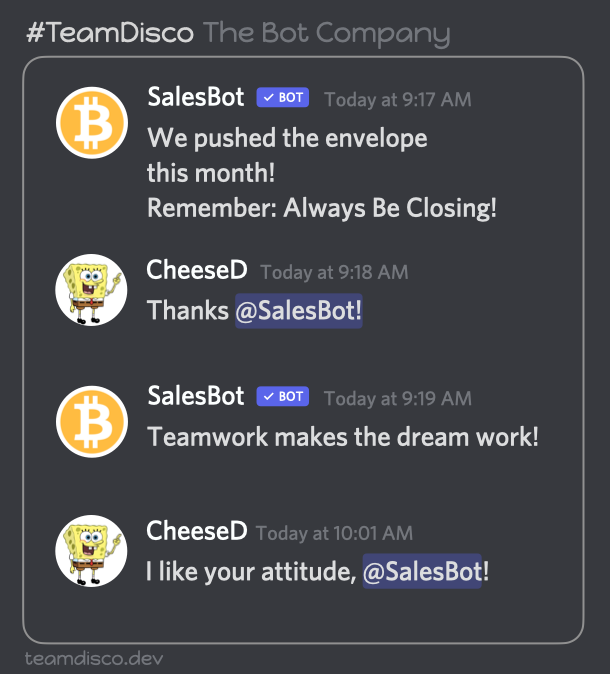 #TeamDisco The Bot Company
SalesBot ✓ BOT Today at 9:17 AM
We pushed the envelope
this month!
Remember: Always Be Closing!
CheeseD Today at 9:18 AM
Thanks @SalesBot!
SalesBot ✓ BOT Today at 9:19 AM
Teamwork makes the dream work!
CheeseD Today at 10:01 AM
I like your attitude, @SalesBot!
teamdisco.dev